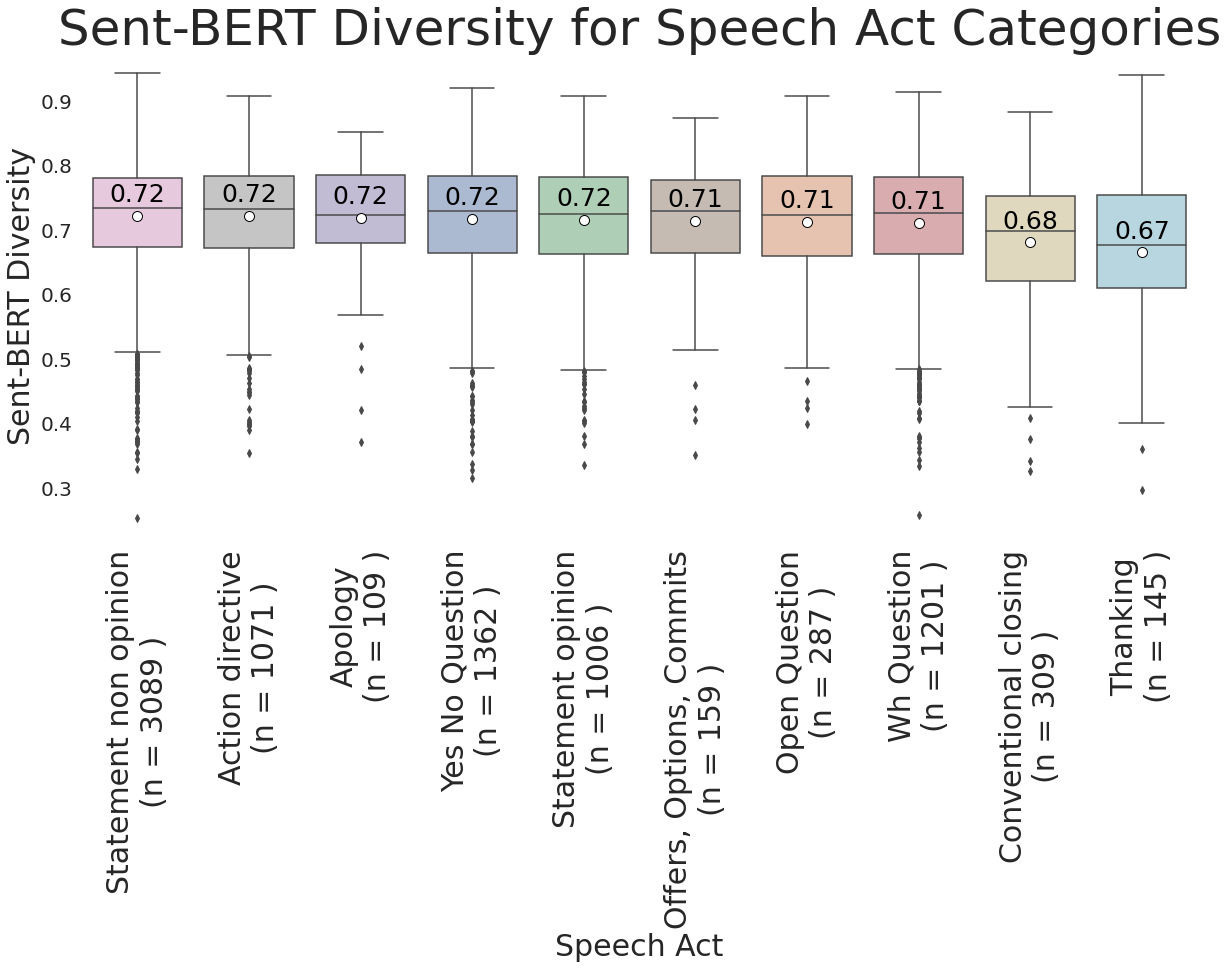 Sent-BERT Diversity for Speech Act Categories
Sent-BERT Diversity
0.9
0.8
0.7
0.6
0.5
0.4
0.3
0.72
0.72
0.72
0.72
0.72
0.71
0.71
0.71
0.68
0.67
Statement non opinion
(n = 3089 )
Action directive
(n = 1071 )
Apology
(n = 109 )
Yes No Question
(n = 1362 )
Statement opinion
(n = 1006 )
Offers, Options, Commits
(n = 159 )
Open Question
(n = 287 )
Wh Question
(n = 1201 )
Conventional closing
(n = 309 )
Thanking
(n = 145 )
Speech Act